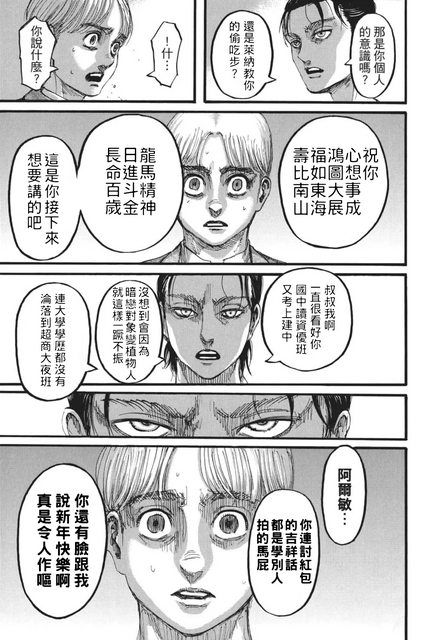 那是你個人
的意識嗎？
還是萊納教你
的偷吃步？
！什…
你說什麼？
祝你
心想事成
鴻圖大展
福如東海
壽比南山
龍馬精神
日進斗金
長命百歲
這是你接下來
想要講的吧
叔叔我啊
一直很看好你
國中讀資優班
又考上建中
沒想到會因為
暗戀對象變植物人
就這樣一蹶不振
連大學學歷都沒有
淪落到超商大夜班
阿爾敏…
你連討紅包
的吉祥話
都是學別人
拍的馬屁
你還有臉跟我
說新年快樂啊
真是令人作嘔